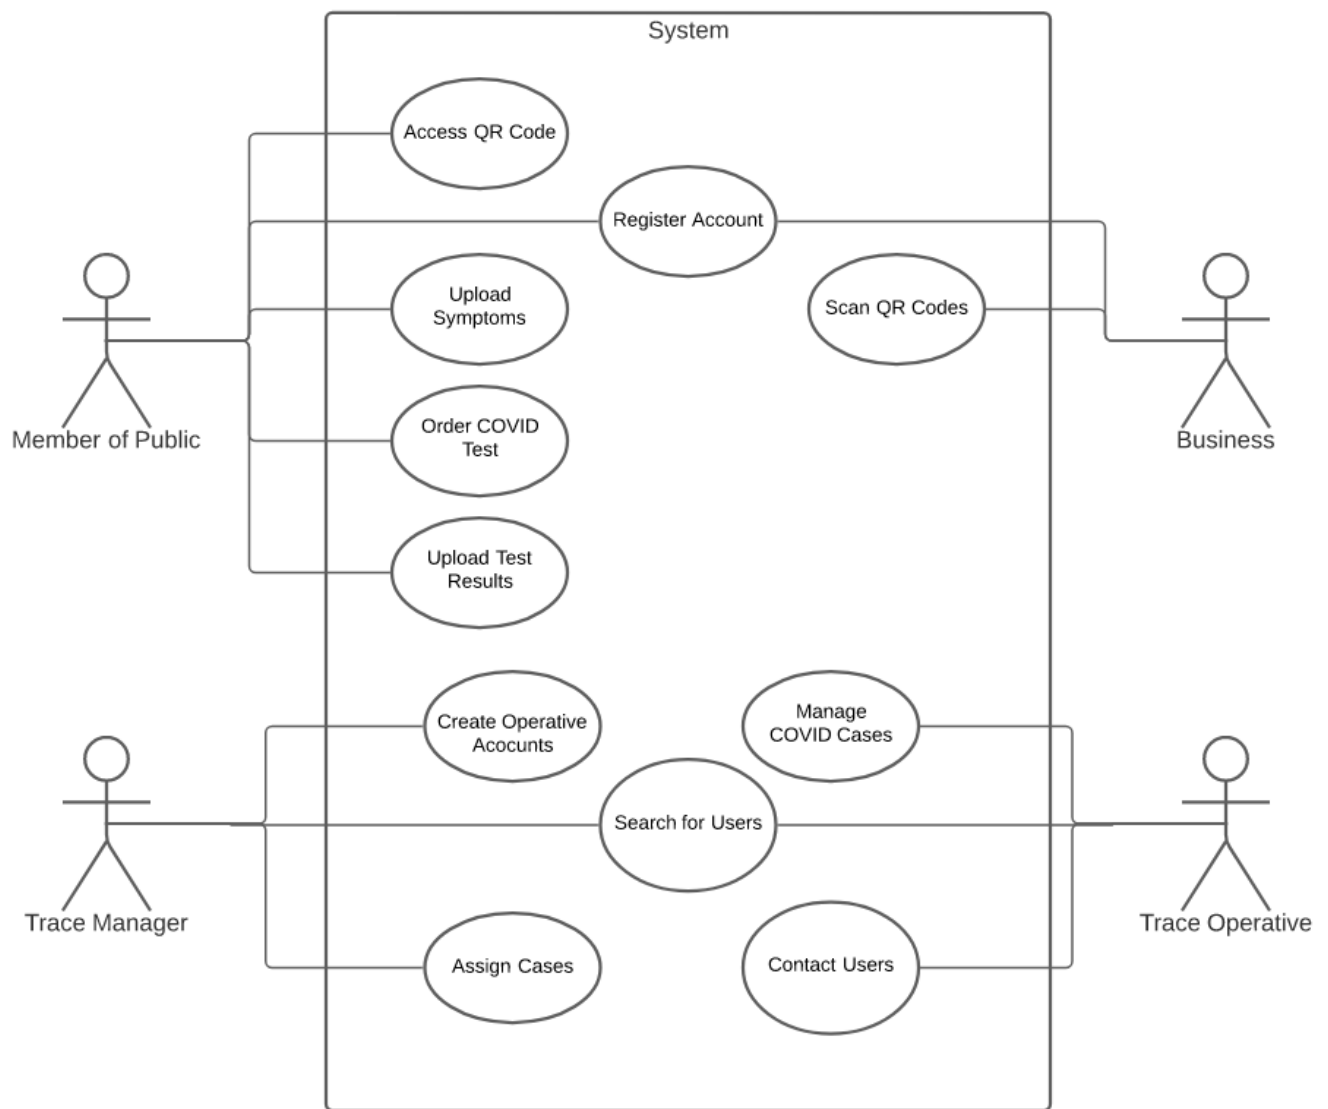 System
Access QR Code
Register Account
Upload
Symptoms
Scan QR Codes
Order COVID
Test
Member of Public
Business
Upload Test
Results
Create Operative
Acocunts
Manage
COVID Cases
Search for Users
Trace Manager
Trace Operative
Assign Cases
Contact Users